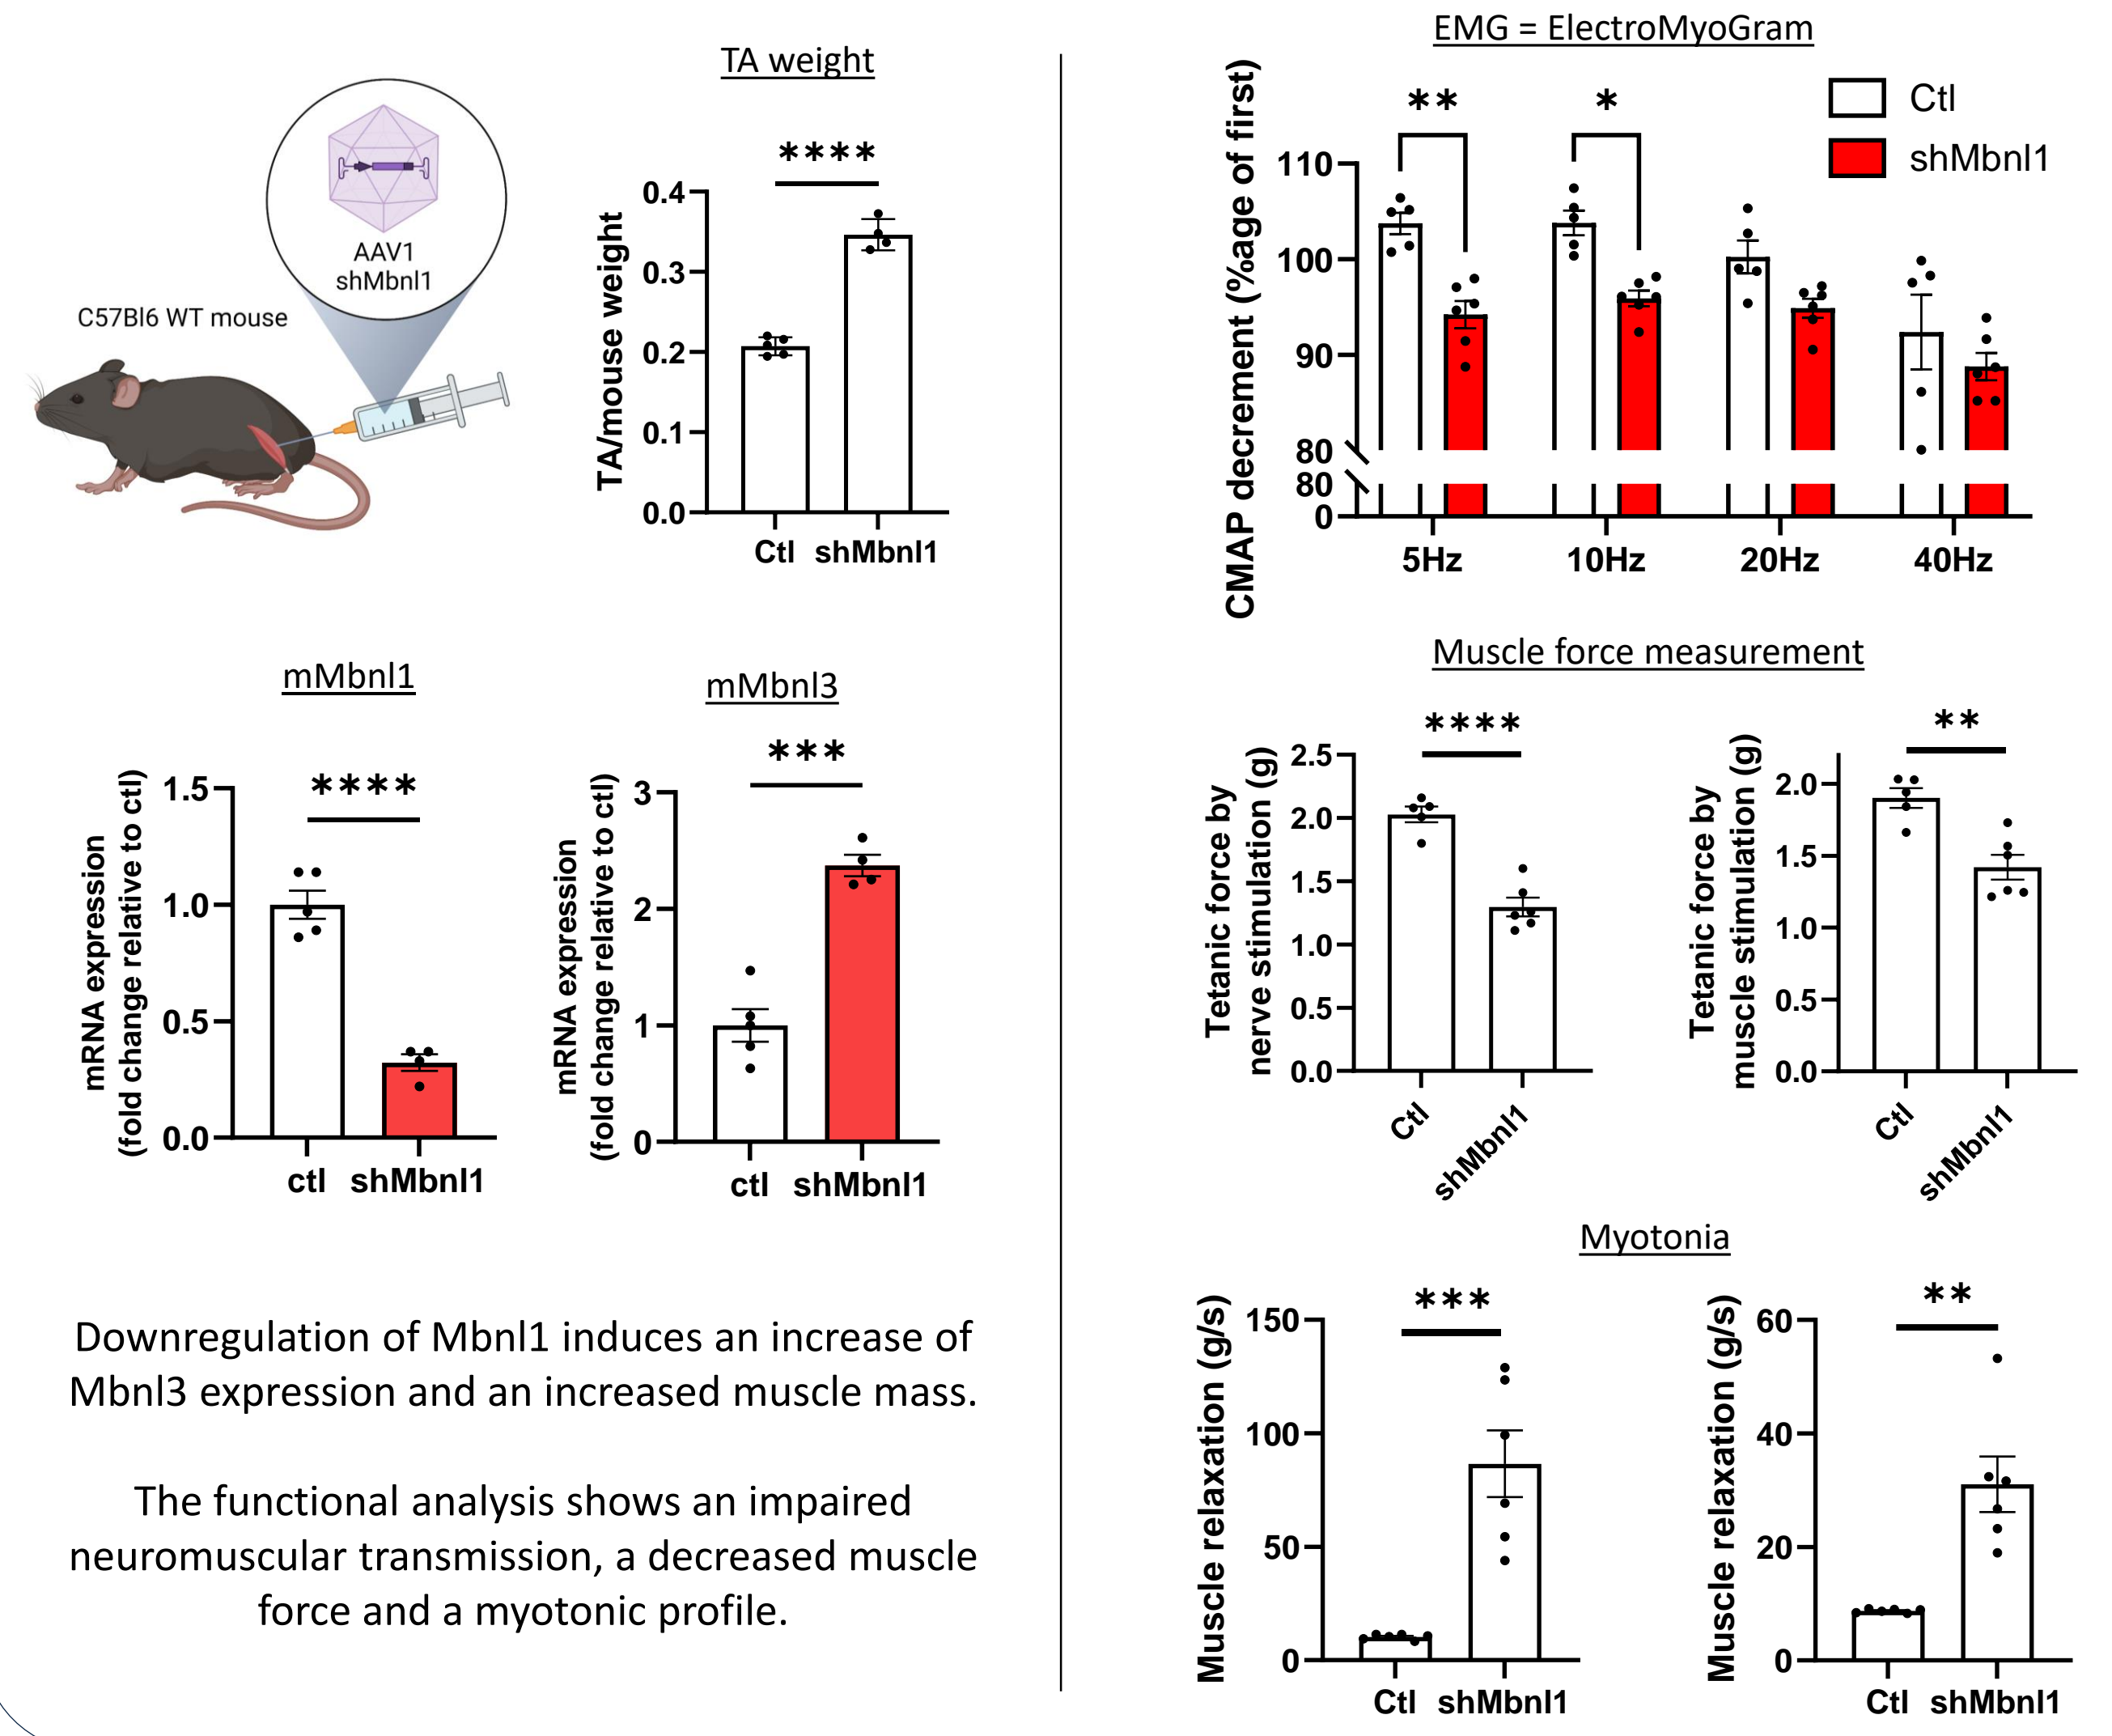 AAV1
shMbnl1
C57Bl6 WT mouse
TA weight
****
TA/mouse weight
0.4
0.3
0.2
0.1
0.0
Ctl shMbnl1
mMbnl1
****
mRNA expression
(fold change relative to ctl)
1.5
1.0
0.5
0.0
ctl shMbnl1
mMbnl3
***
mRNA expression
(fold change relative to ctl)
3
2
1
0
ctl shMbnl1
Downregulation of Mbnl1 induces an increase of
Mbnl3 expression and an increased muscle mass.
The functional analysis shows an impaired
neuromuscular transmission, a decreased muscle
force and a myotonic profile.
EMG = ElectroMyoGram
Ctl
shMbnl1
** *
CMAP decrement (%age of first)
110
100
90
80
80
0
5Hz 10Hz 20Hz 40Hz
Muscle force measurement
****
Tetanic force by
nerve stimulation (g)
2.5
2.0
1.5
1.0
0.5
0.0
Ctl
shMbnl1
**
Tetanic force by
muscle stimulation (g)
2.0
1.5
1.0
0.5
0.0
Ctl
shMbnl1
Myotonia
***
Muscle relaxation (g/s)
150
100
50
0
Ctl shMbnl1
**
Muscle relaxation (g/s)
60
40
20
0
Ctl shMbnl1